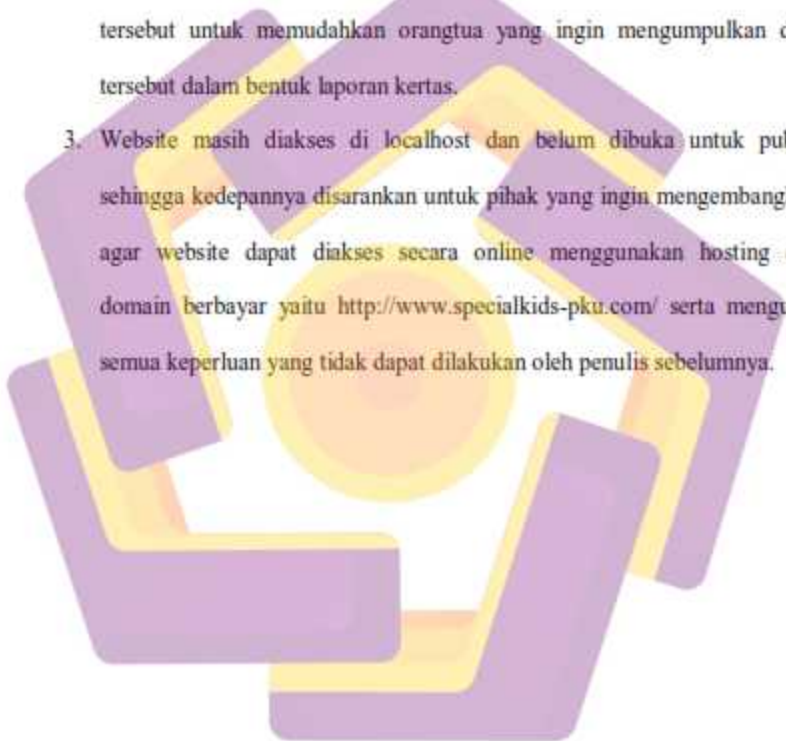 tersebut untuk memudahkan orangtua yang ingin mengumpulkan
tersebut dalam bentuk laporan kertas.
3. Website masih diakses di localhost dan belum dibuka untuk
sehingga kedepannya disarankan untuk pihak yang ingin
agar website dapat diakses secara online menggunakan hosting
domain berbayar yaitu http://www.specialkids-pku.com/ serta
semua keperluan yang tidak dapat dilakukan oleh penulis sebelumnya.